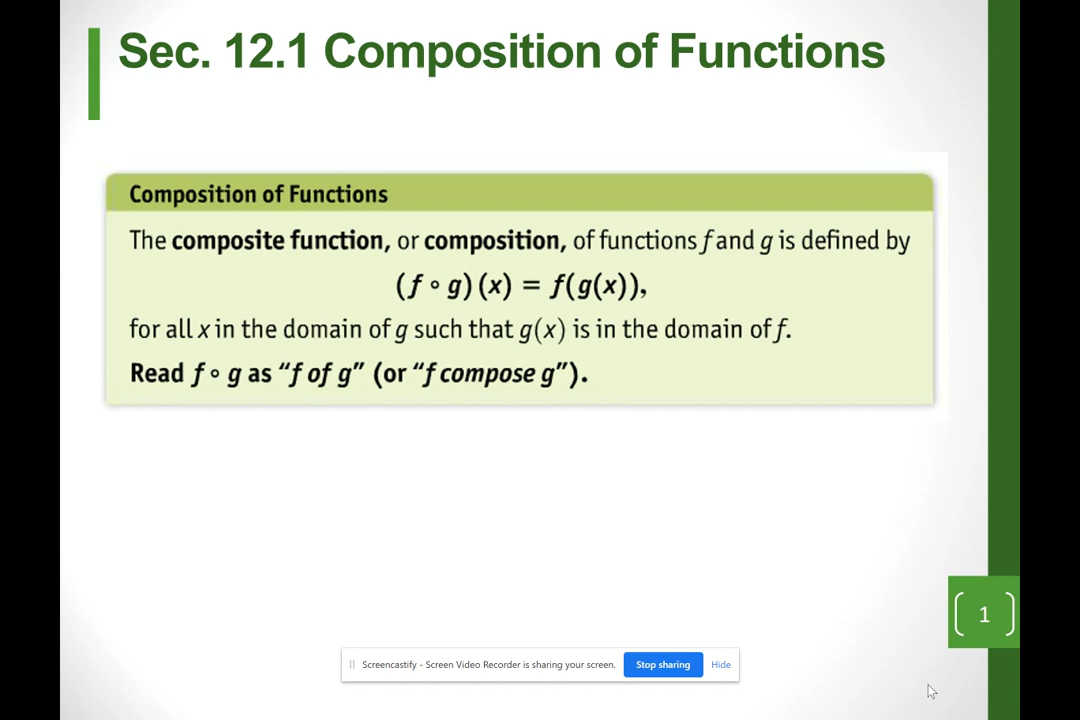 Sec. 12.1 Composition of Functions
Composition of Functions
The composite function, or composition, of functions f and g is defined by
(f ∘ g)(x) = f(g(x)),
for all x in the domain of g such that g(x) is in the domain of f.
Read f ∘ g as “f of g” (or “f compose g”).
1
Screencastify - Screen Video Recorder is sharing your screen. Stop sharing Hide